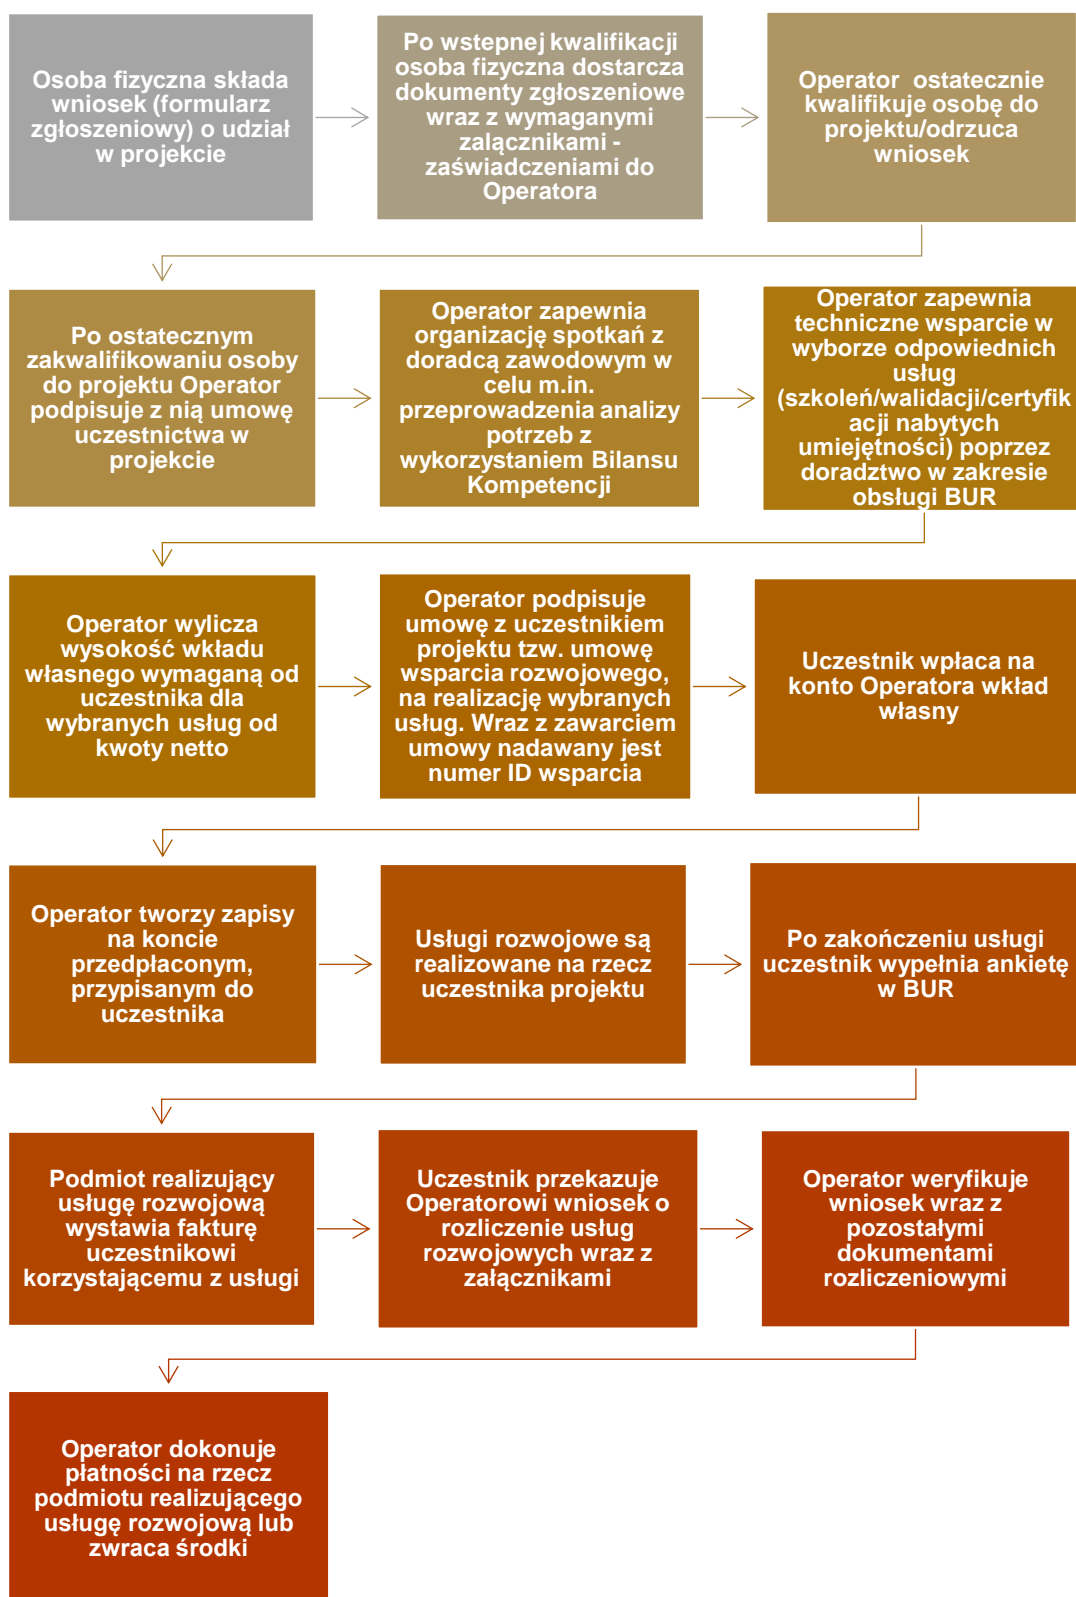 Osoba fizyczna składa
wniosek (formularz
zgłoszeniowy) o udział
w projekcie
Po wstepnej kwalifikacji
osoba fizyczna dostarcza
dokumenty zgłoszeniowe
wraz z wymaganymi
zalącznikami -
zaświadczeniami do
Operatora
Operator  ostatecznie
kwalifikuje osobę do
projektu/odrzuca
wniosek
Po ostatecznym
zakwalifikowaniu osoby
do projektu Operator
podpisuje z nią umowę
uczestnictwa w
projekcie
Operator zapewnia
organizację spotkań z
doradcą zawodowym w
celu m.in.
przeprowadzenia analizy
potrzeb z
wykorzystaniem Bilansu
Kompetencji
Operator zapewnia
techniczne wsparcie w
wyborze odpowiednich
usług
(szkoleń/walidacji/certyfik
acji nabytych
umiejętności) poprzez
doradztwo w zakresie
obsługi BUR
Operator wylicza
wysokość wkładu
własnego wymaganą od
uczestnika dla
wybranych usług od
kwoty netto
Operator podpisuje
umowę z uczestnikiem
projektu tzw. umowę
wsparcia rozwojowego,
na realizację wybranych
usług. Wraz z zawarciem
umowy nadawany jest
numer ID wsparcia
Uczestnik wpłaca na
konto Operatora wkład
własny
Operator tworzy zapisy
na koncie
przedpłaconym,
przypisanym do
uczestnika
Usługi rozwojowe są
realizowane na rzecz
uczestnika projektu
Po zakończeniu usługi
uczestnik wypełnia ankietę
w BUR
Podmiot realizujący
usługę rozwojową
wystawia fakturę
uczestnikowi
korzystającemu z usługi
Uczestnik przekazuje
Operatorowi wniosek o
rozliczenie usług
rozwojowych wraz z
załącznikami
Operator weryfikuje
wniosek wraz z
pozostałymi
dokumentami
rozliczeniowymi
Operator dokonuje
płatności na rzecz
podmiotu realizującego
usługę rozwojową lub
zwraca środki